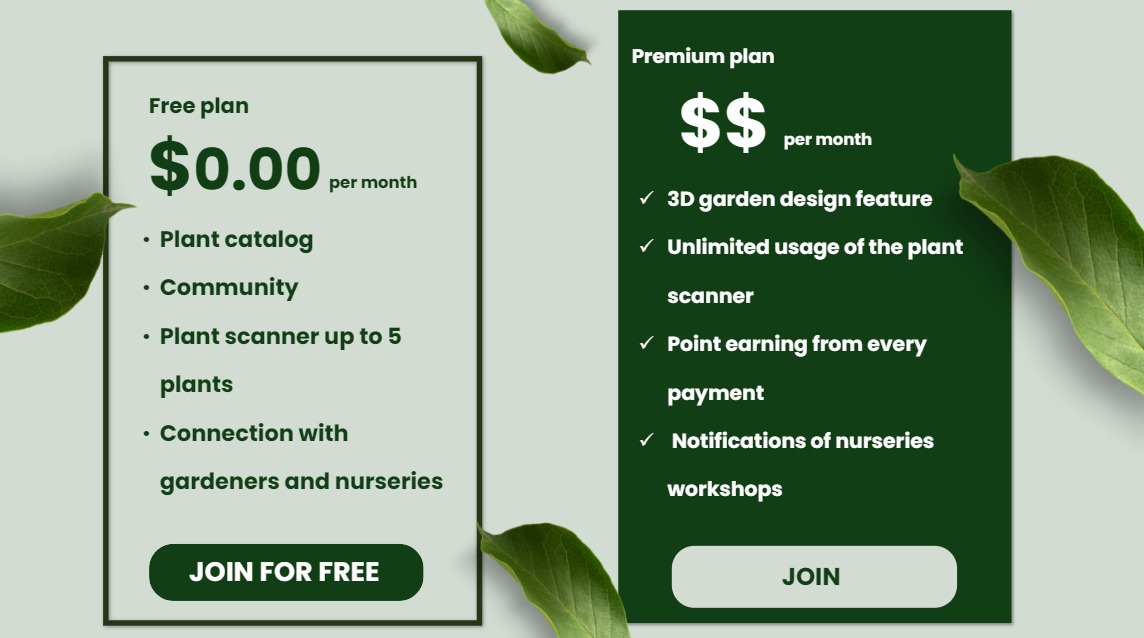 Free plan
$0.00 per month
• Plant catalog
• Community
• Plant scanner up to 5
plants
• Connection with
gardeners and nurseries
JOIN FOR FREE
Premium plan
$$ per month
✓ 3D garden design feature
✓ Unlimited usage of the plant
scanner
✓ Point earning from every
payment
✓ Notifications of nurseries
workshops
JOIN